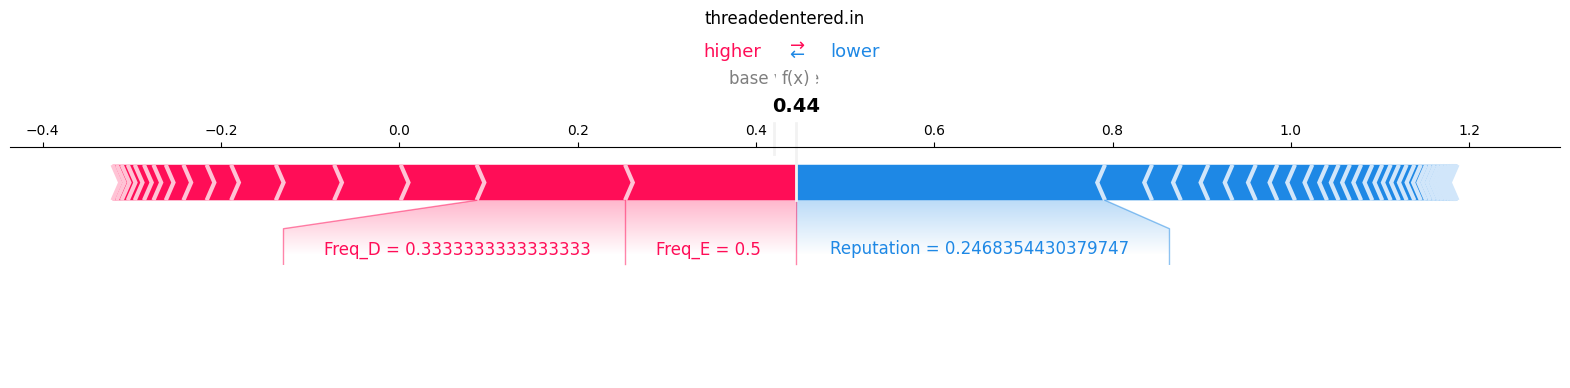 threadedentered.in
higher ⇄ lower
base f(x) e
0.44
−0.4 −0.2 0.0 0.2 0.4 0.6 0.8 1.0 1.2
Freq_D = 0.3333333333333333 Freq_E = 0.5 Reputation = 0.2468354430379747